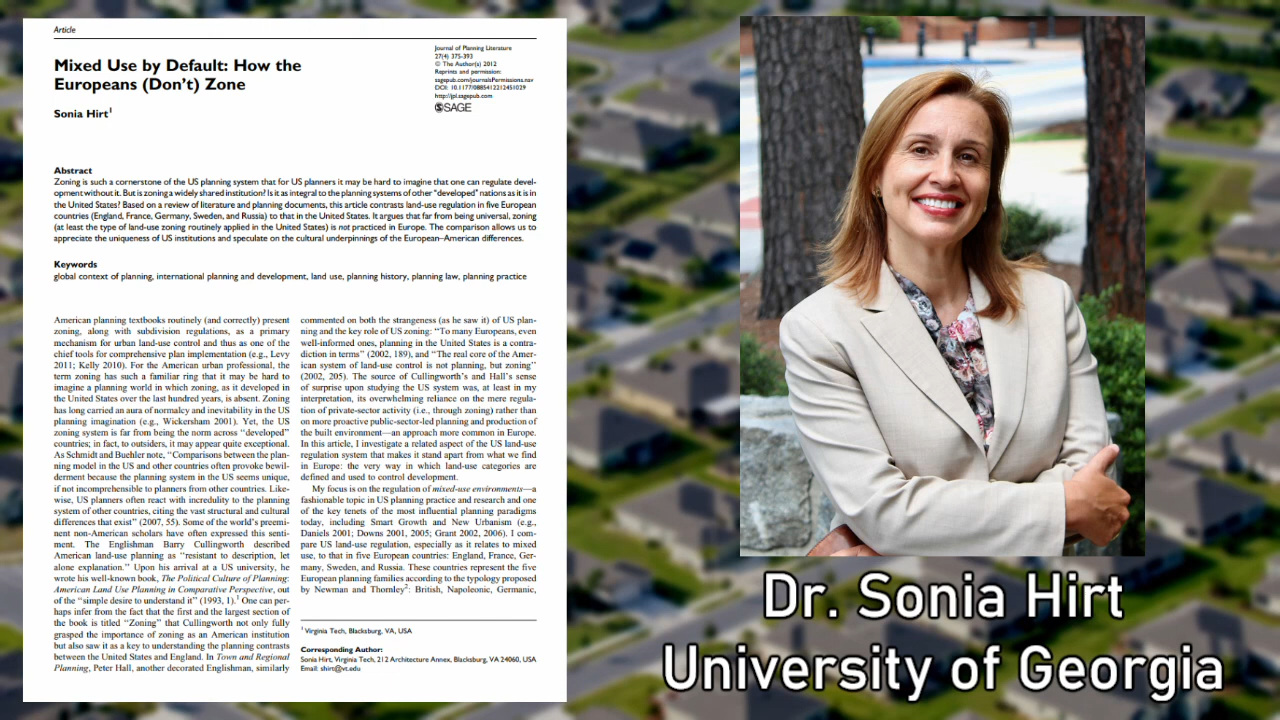 Article
Mixed Use by Default: How the
Europeans (Don't) Zone
Sonia Hirt1
Journal of Planning Literature
27(4) 375-393
© The Author(s) 2012
Reprints and permission:
sagepub.com/journalsPermissions.nav
DOI: 10.1177/0885412212451029
http://jpl.sagepub.com
SAGE
Abstract
Zoning is such a cornerstone of the US planning system that for US planners it may be hard to imagine that one can regulate devel-
opment without it. But is zoning a widely shared institution? Is it as integral to the planning systems of other "developed" nations as it is in
the United States? Based on a review of literature and planning documents, this article contrasts land-use regulation in five European
countries (England, France, Germany, Sweden, and Russia) to that in the United States. It argues that far from being universal, zoning
(at least the type of land-use zoning routinely applied in the United States) is not practiced in Europe. The comparison allows us to
appreciate the uniqueness of US institutions and speculate on the cultural underpinnings of the European–American differences.
Keywords
global context of planning, international planning and development, land use, planning history, planning law, planning practice
American planning textbooks routinely (and correctly) present
zoning, along with subdivision regulations, as a primary
mechanism for urban land-use control and thus as one of the
chief tools for comprehensive plan implementation (e.g., Levy
2011; Kelly 2010). For the American urban professional, the
term zoning has such a familiar ring that it may be hard to
imagine a planning world in which zoning, as it developed in
the United States over the last hundred years, is absent. Zoning
has long carried an aura of normalcy and inevitability in the US
planning imagination (e.g., Wickersham 2001). Yet, the US
zoning system is far from being the norm across "developed"
countries; in fact, to outsiders, it may appear quite exceptional.
As Schmidt and Buehler note, "Comparisons between the plan-
ning model in the US and other countries often provoke bewil-
derment because the planning system in the US seems unique,
if not incomprehensible to planners from other countries. Like-
wise, US planners often react with incredulity to the planning
system of other countries, citing the vast structural and cultural
differences that exist" (2007, 55). Some of the world's preemi-
nent non-American scholars have often expressed this senti-
ment. The Englishman Barry Cullingworth described
American land-use planning as "resistant to description, let
alone explanation." Upon his arrival at a US university, he
wrote his well-known book, The Political Culture of Planning:
American Land Use Planning in Comparative Perspective, out
of the "simple desire to understand it" (1993, 1).1 One can per-
haps infer from the fact that the first and the largest section of
the book is titled "Zoning" that Cullingworth not only fully
grasped the importance of zoning as an American institution
but also saw it as a key to understanding the planning contrasts
between the United States and England. In Town and Regional
Planning, Peter Hall, another decorated Englishman, similarly
commented on both the strangeness (as he saw it) of US plan-
ning and the key role of US zoning: "To many Europeans, even
well-informed ones, planning in the United States is a contra-
diction in terms" (2002, 189), and "The real core of the Amer-
ican system of land-use control is not planning, but zoning"
(2002, 205). The source of Cullingworth's and Hall's sense
of surprise upon studying the US system was, at least in my
interpretation, its overwhelming reliance on the mere regula-
tion of private-sector activity (i.e., through zoning) rather than
on more proactive public-sector-led planning and production of
the built environment—an approach more common in Europe.
In this article, I investigate a related aspect of the US land-use
regulation system that makes it stand apart from what we find
in Europe: the very way in which land-use categories are
defined and used to control development.
My focus is on the regulation of mixed-use environments—a
fashionable topic in US planning practice and research and one
of the key tenets of the most influential planning paradigms
today, including Smart Growth and New Urbanism (e.g.,
Daniels 2001; Downs 2001, 2005; Grant 2002, 2006). I com-
pare US land-use regulation, especially as it relates to mixed
use, to that in five European countries: England, France, Ger-
many, Sweden, and Russia. These countries represent the five
European planning families according to the typology proposed
by Newman and Thornley2: British, Napoleonic, Germanic,
1 Virginia Tech, Blacksburg, VA, USA
Corresponding Author:
Sonia Hirt, Virginia Tech, 212 Architecture Annex, Blacksburg, VA 24060, USA
Email: shirt@vt.edu
Dr. Sonia Hirt
University of Georgia